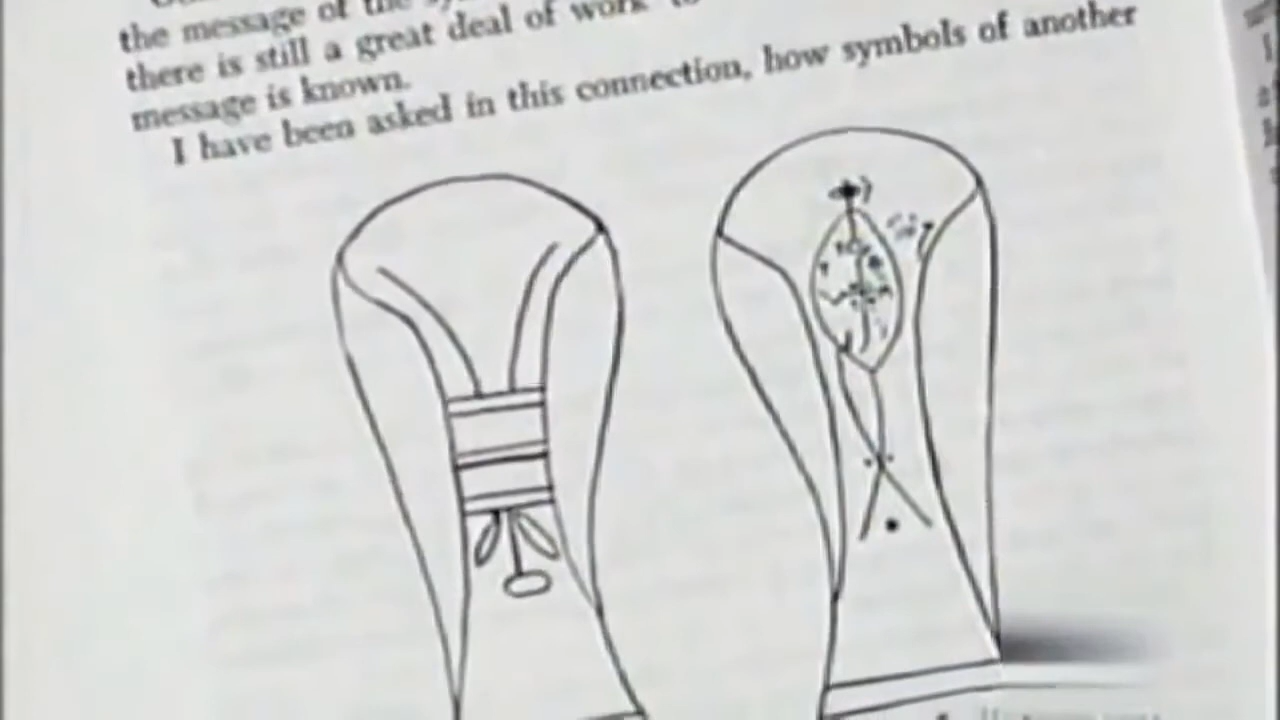 the message of the
there is still a great deal of work
message is known.
I have been asked in this connection, how symbols of another